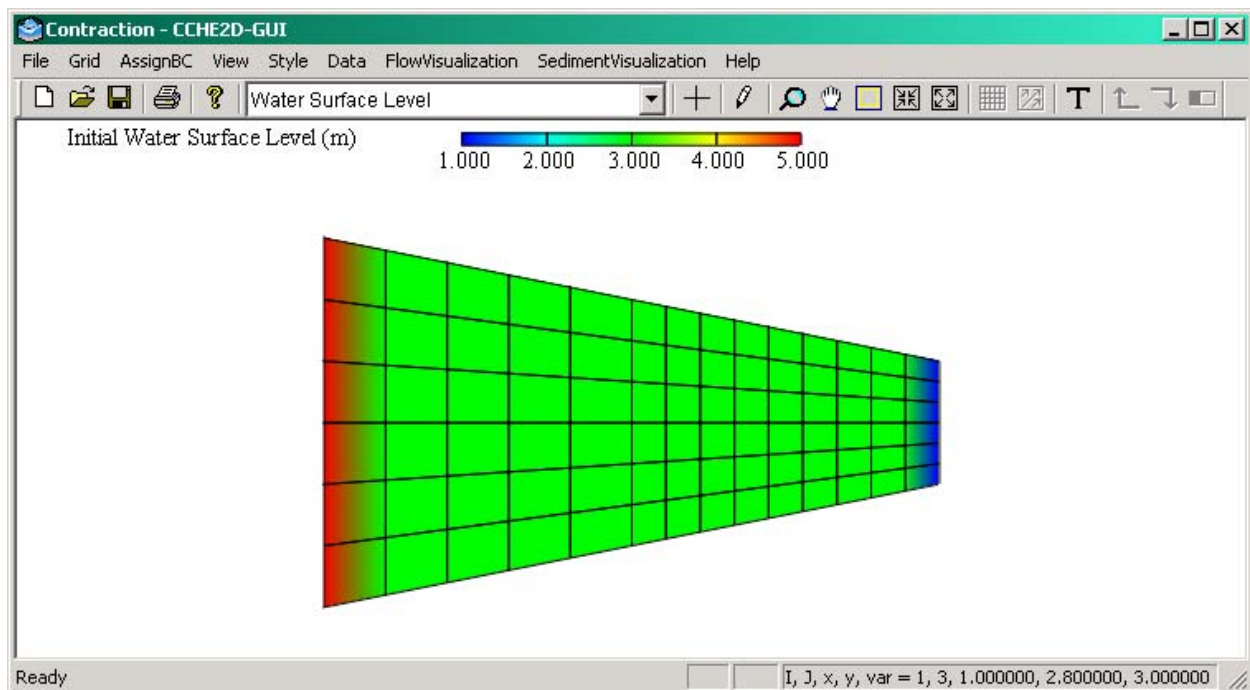 Contraction - CCHE2D-GUI
File Grid AssignBC View Style Data FlowVisualization SedimentVisualization Help
Water Surface Level T
Initial Water Surface Level (m)
1.000 2.000 3.000 4.000 5.000
Ready I, J, x, y, var = 1, 3, 1.000000, 2.800000, 3.000000